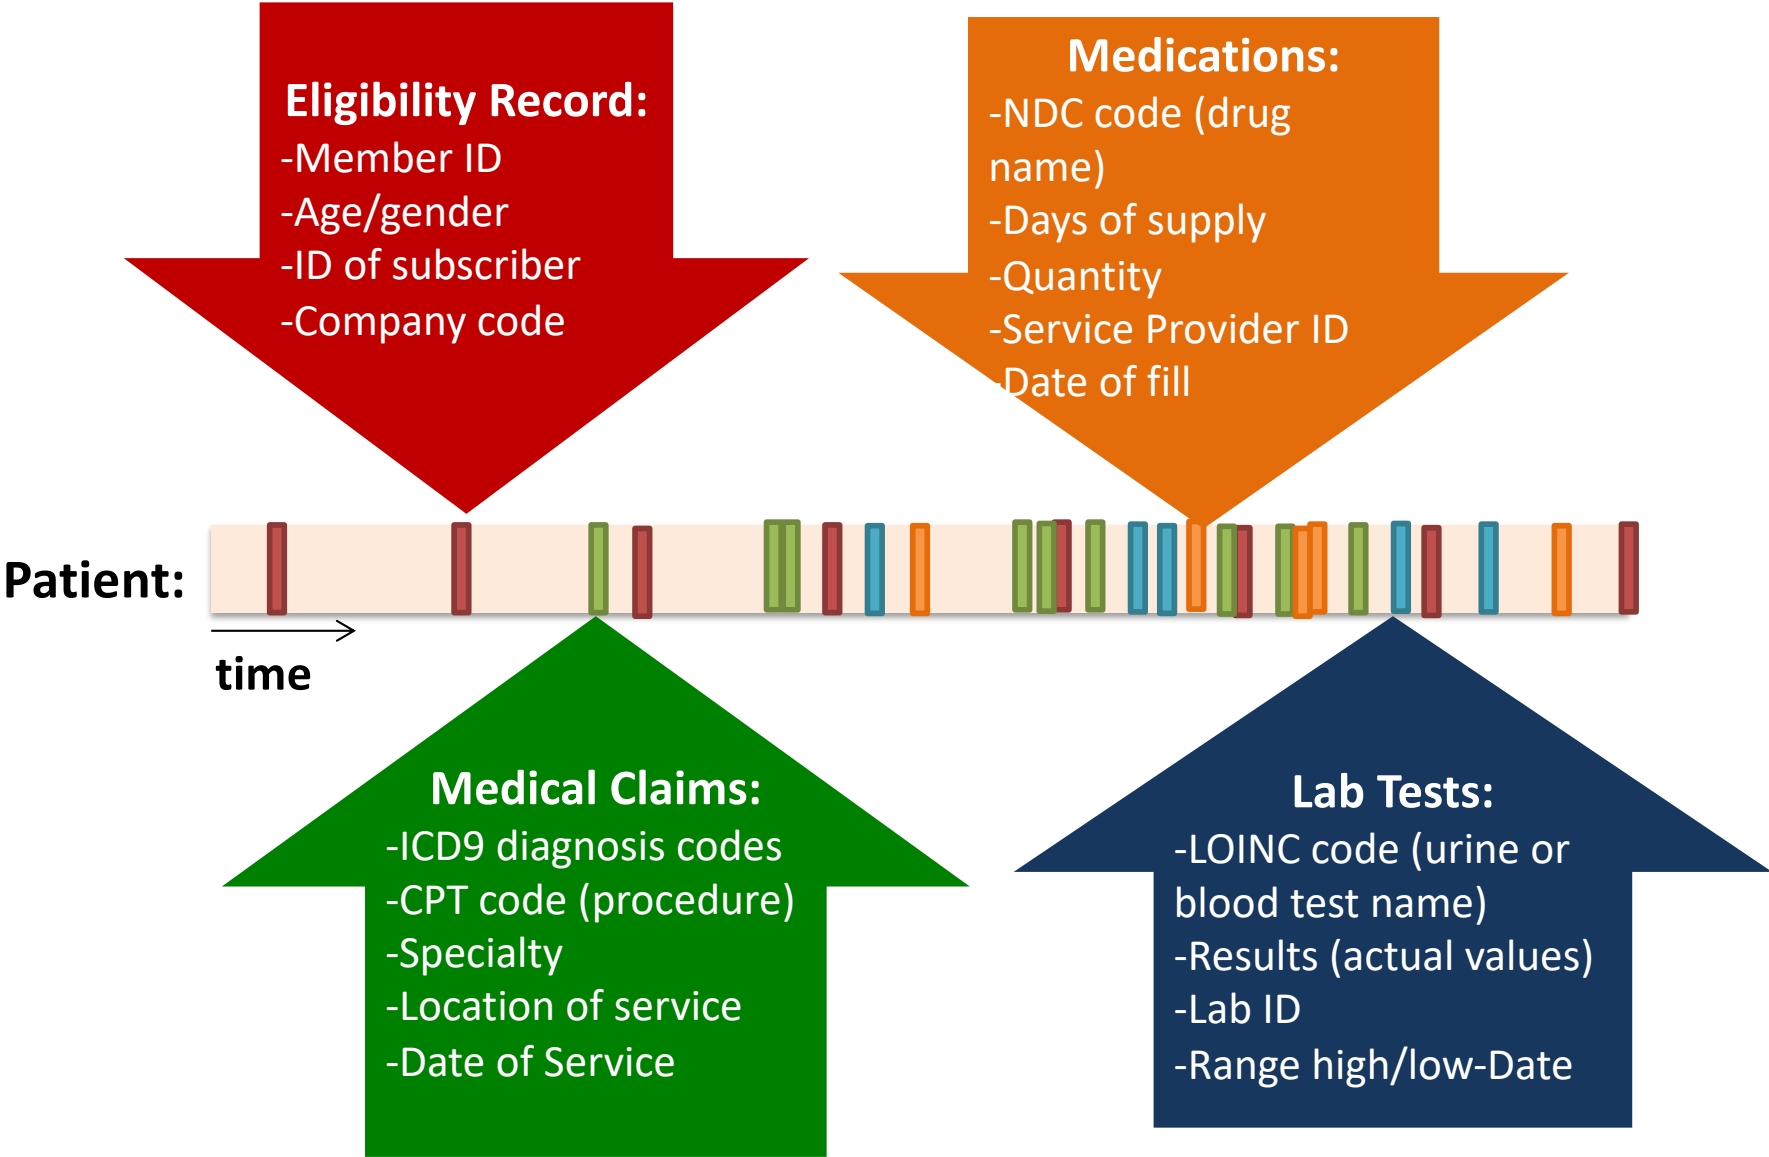 Eligibility Record:
-Member ID
-Age/gender
-ID of subscriber
-Company code
Medications:
-NDC code (drug
name)
-Days of supply
-Quantity
-Service Provider ID
-Date of fill
Patient:
time
Medical Claims:
-ICD9 diagnosis codes
-CPT code (procedure)
-Specialty
-Location of service
-Date of Service
Lab Tests:
-LOINC code (urine or
blood test name)
-Results (actual values)
-Lab ID
-Range high/low-Date